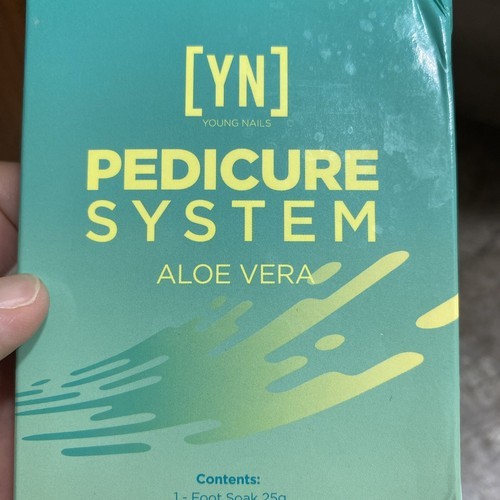 [YN]
YOUNG NAILS
PEDICURE
SYSTEM
ALOE VERA
Contents:
1 - Foot Soak 25g